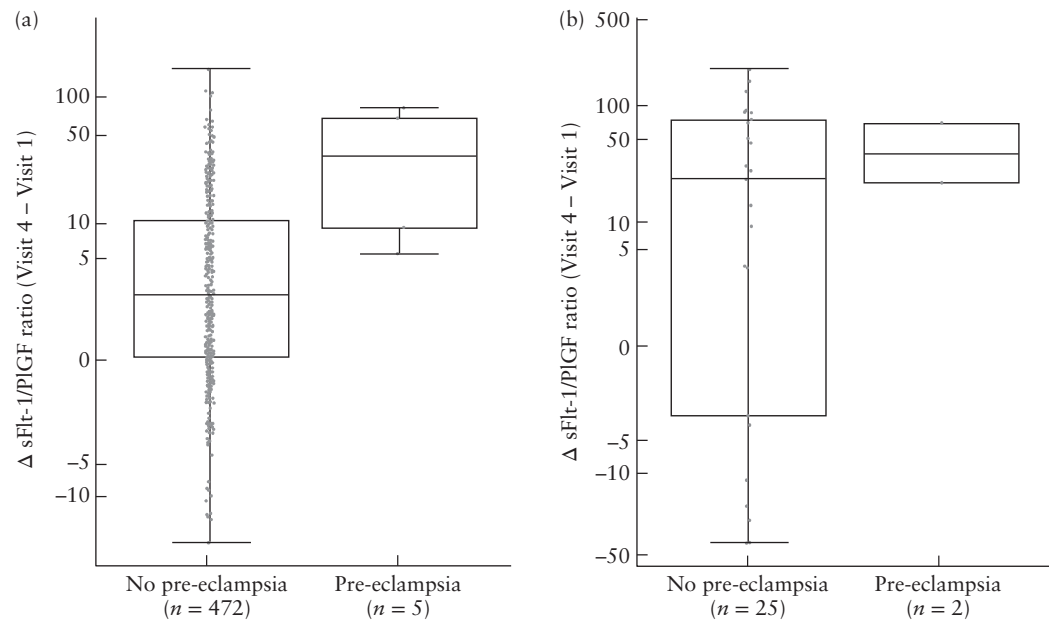 (a)
Δ sFlt-1/PlGF ratio (Visit 4 – Visit 1)
100
50
10
5
0
–5
–10
No pre-eclampsia
(n = 472)
Pre-eclampsia
(n = 5)
(b)
Δ sFlt-1/PlGF ratio (Visit 4 – Visit 1)
500
100
50
10
5
0
–5
–10
–50
No pre-eclampsia
(n = 25)
Pre-eclampsia
(n = 2)